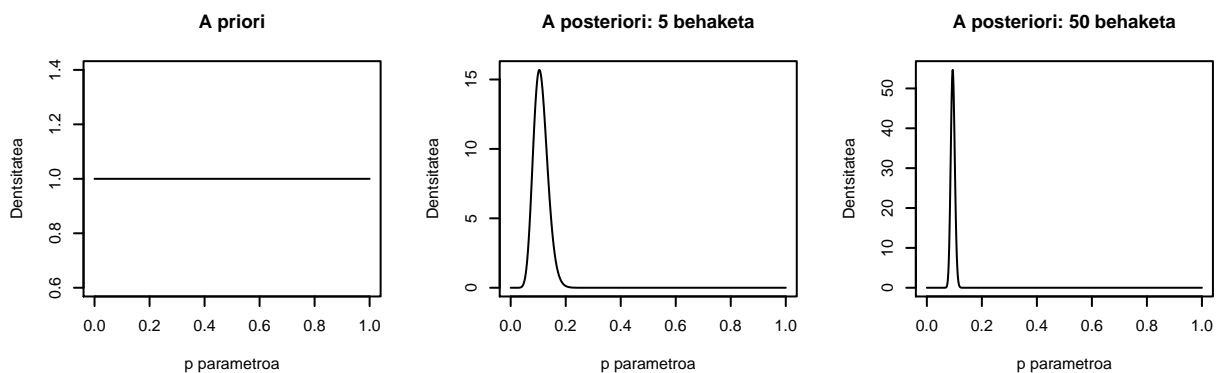 A priori
Dentsitatea
0.6 0.8 1.0 1.2 1.4
0.0 0.2 0.4 0.6 0.8 1.0
p parametroa
A posteriori: 5 behaketa
Dentsitatea
0 5 10 15
0.0 0.2 0.4 0.6 0.8 1.0
p parametroa
A posteriori: 50 behaketa
Dentsitatea
0 10 20 30 40 50
0.0 0.2 0.4 0.6 0.8 1.0
p parametroa